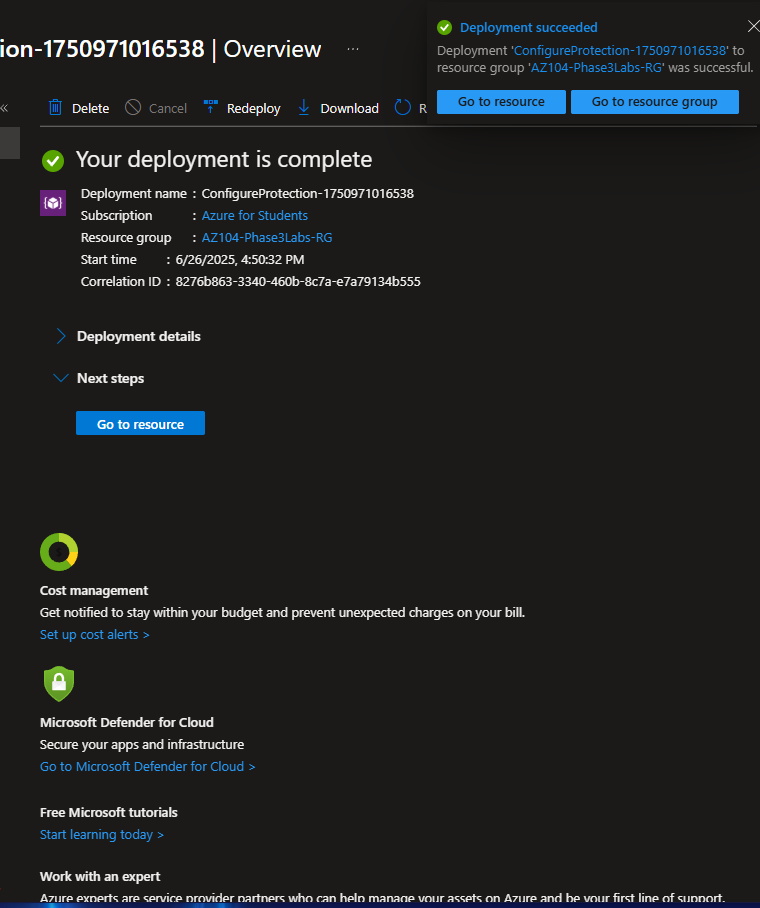 ion-1750971016538 | Overview ...
Deployment succeeded
Deployment 'ConfigureProtection-1750971016538' to
resource group 'AZ104-Phase3Labs-RG' was successful.
Go to resource Go to resource group
« Delete Cancel Redeploy Download R
Your deployment is complete
Deployment name : ConfigureProtection-1750971016538
Subscription : Azure for Students
Resource group : AZ104-Phase3Labs-RG
Start time : 6/26/2025, 4:50:32 PM
Correlation ID : 8276b863-3340-460b-8c7a-e7a79134b555
Deployment details
Next steps
Go to resource
Cost management
Get notified to stay within your budget and prevent unexpected charges on your bill.
Set up cost alerts >
Microsoft Defender for Cloud
Secure your apps and infrastructure
Go to Microsoft Defender for Cloud >
Free Microsoft tutorials
Start learning today >
Work with an expert
Azure experts are service provider partners who can help manage your assets on Azure and be your first line of support.